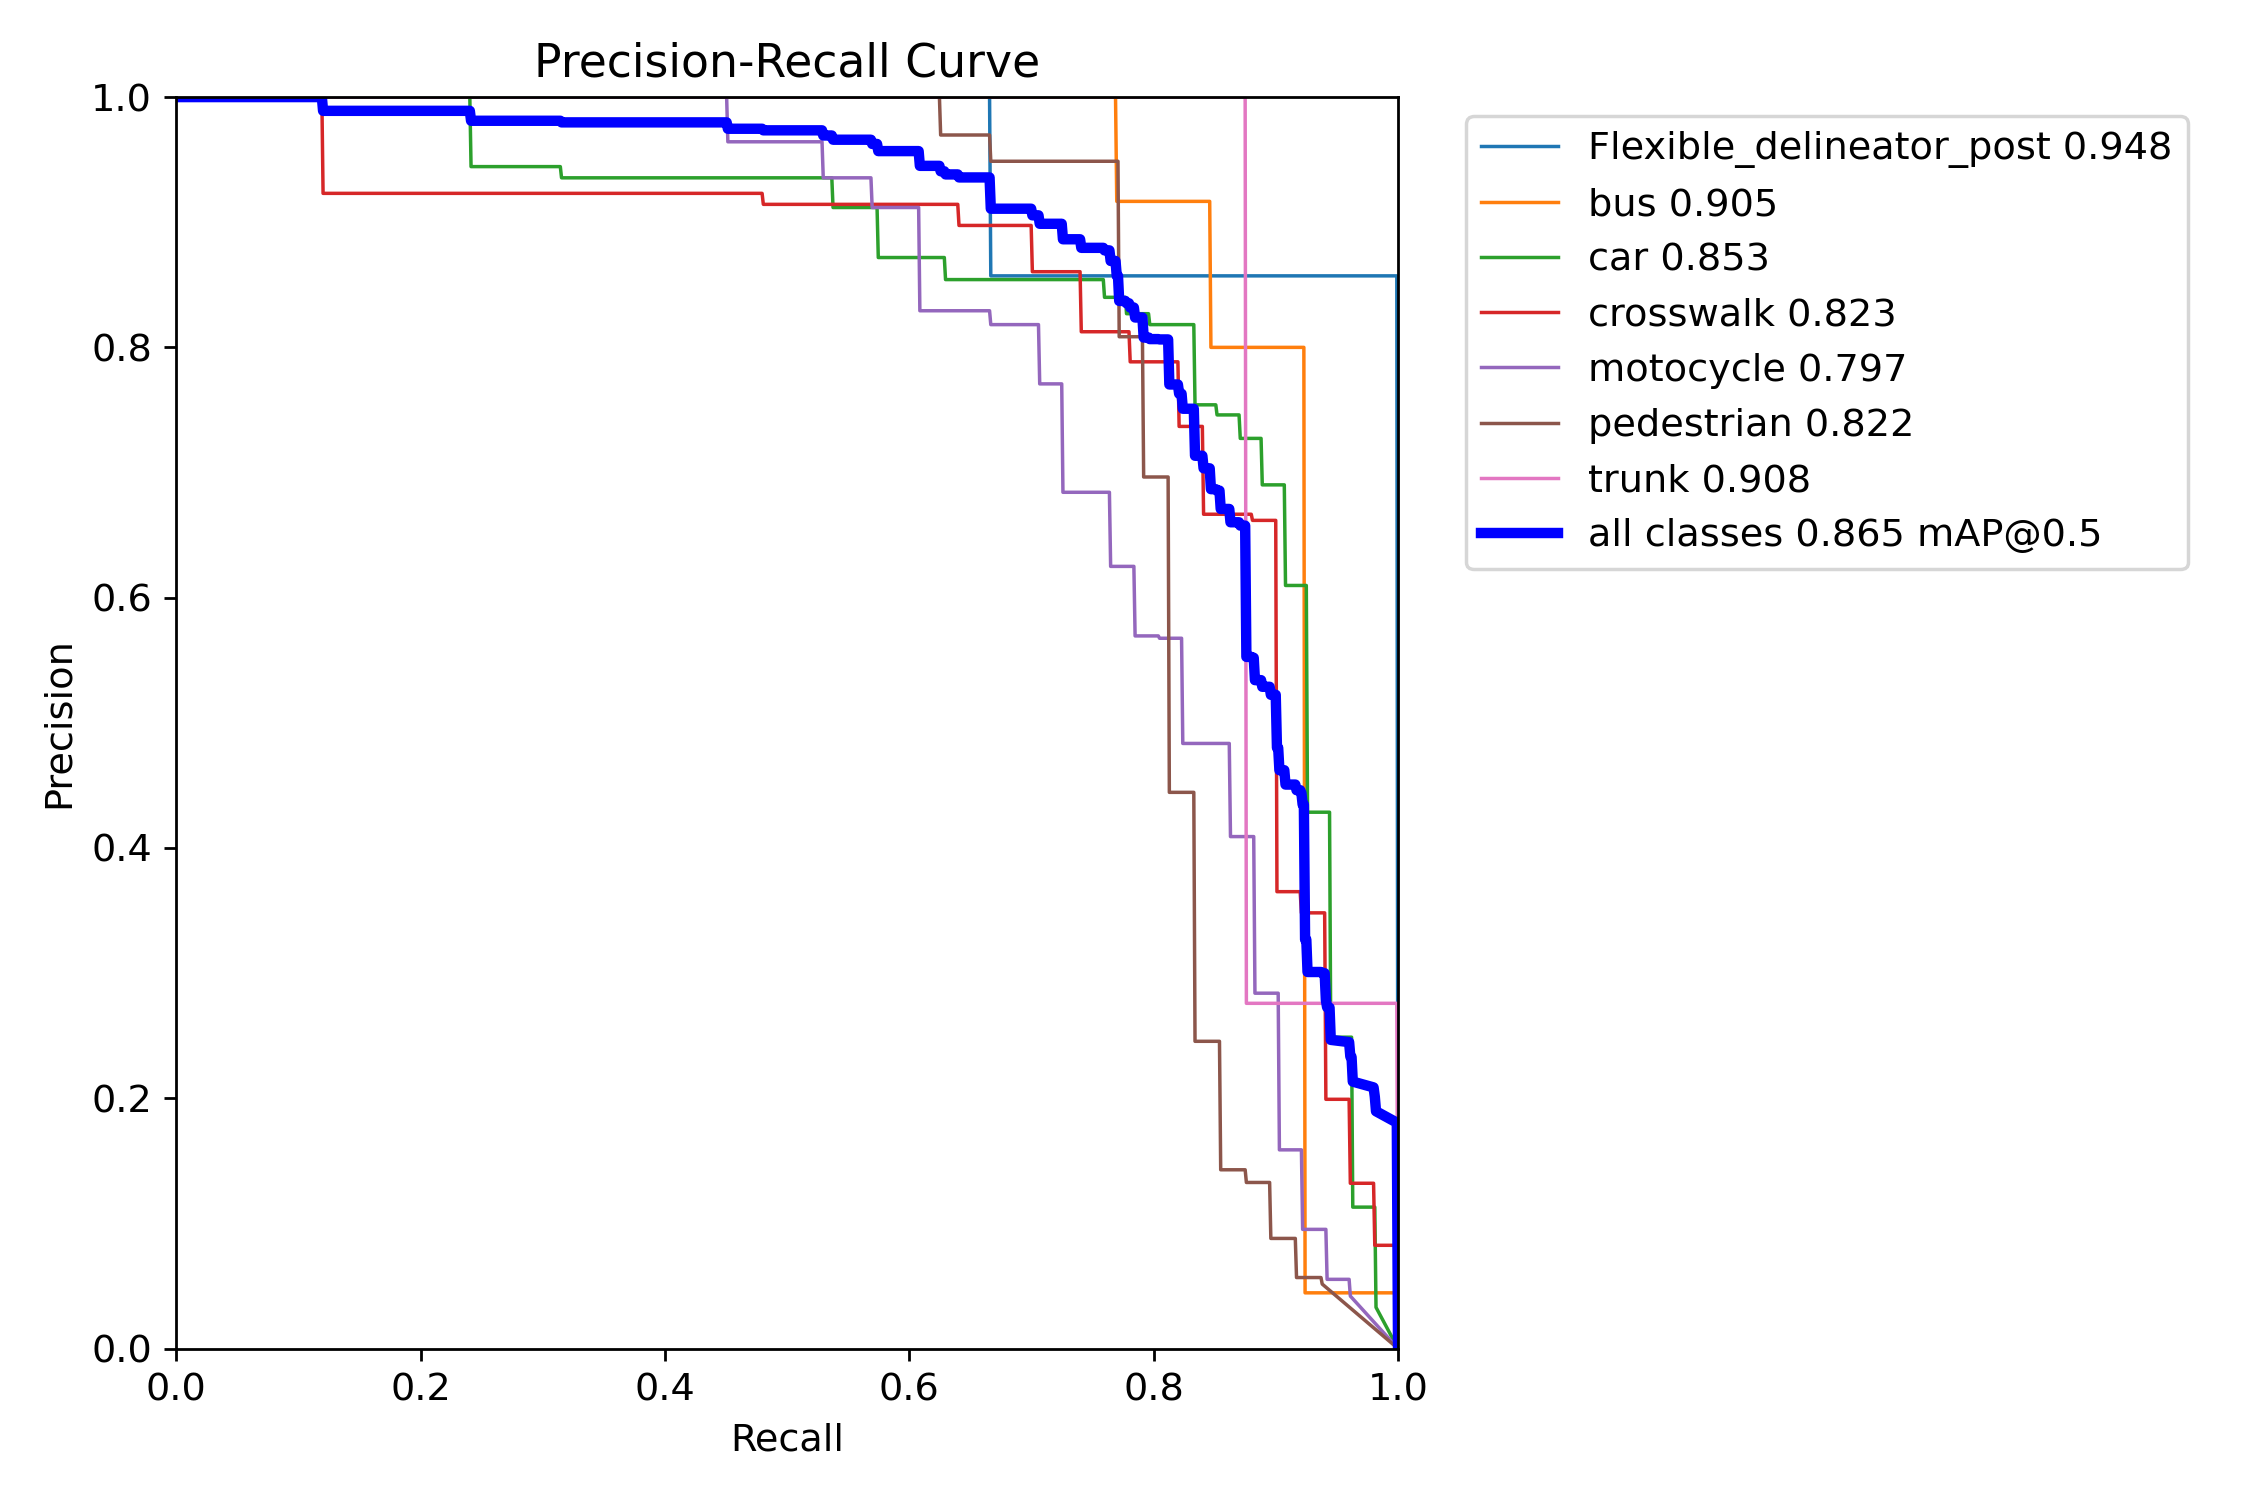 Precision-Recall Curve
1.0
0.8
0.6
0.4
0.2
0.0
Precision
0.0 0.2 0.4 0.6 0.8 1.0
Recall
Flexible_delineator_post 0.948
bus 0.905
car 0.853
crosswalk 0.823
motocycle 0.797
pedestrian 0.822
trunk 0.908
all classes 0.865 mAP@0.5